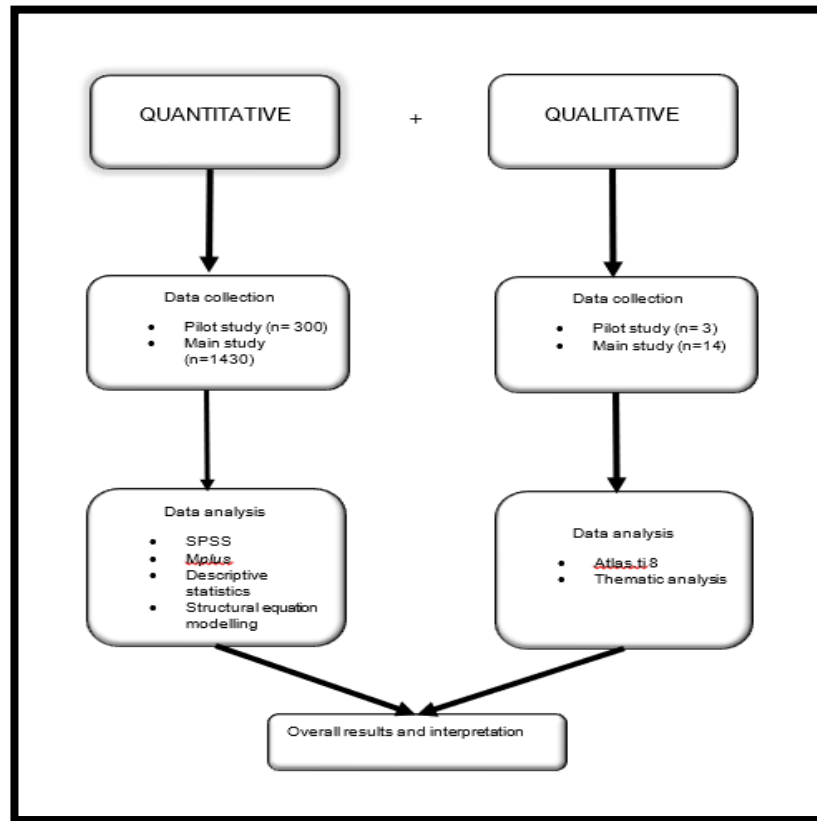 QUANTITATIVE
+
QUALITATIVE
Data collection
• Pilot study (n= 300)
• Main study
(n=1430)
Data collection
• Pilot study (n= 3)
• Main study (n=14)
Data analysis
• SPSS
• Mplus
• Descriptive
statistics
• Structural equation
modelling
Data analysis
• Atlas.ti 8
• Thematic analysis
Overall results and interpretation